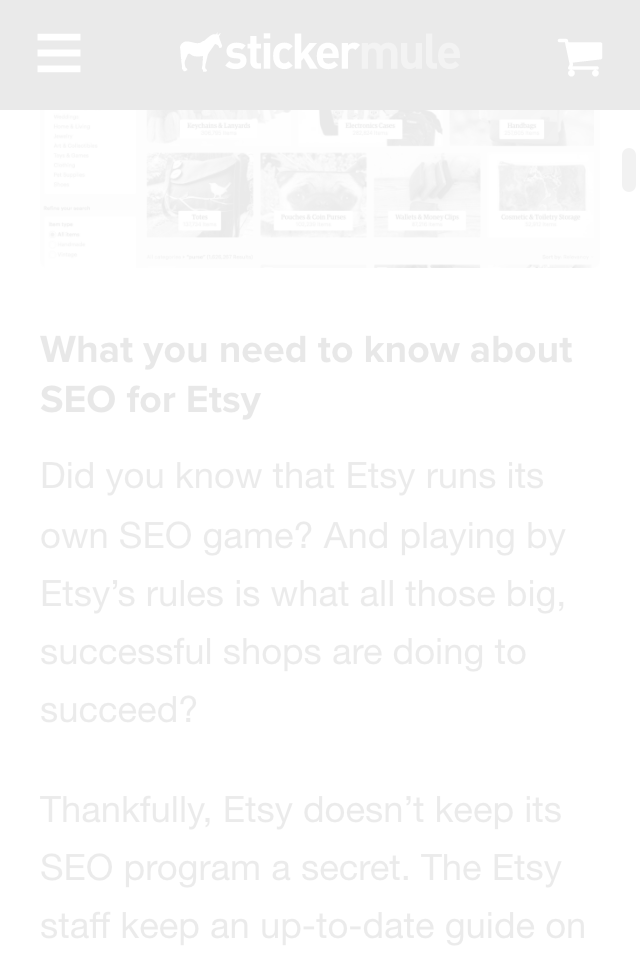 stickermule
Keychains & Lanyards
Electronics Cases
Handbags
Totes
Pouches & Coin Purses
Wallets & Money Clips
Cosmetic & Toiletry Storage
What you need to know about
SEO for Etsy
Did you know that Etsy runs its
own SEO game? And playing by
Etsy’s rules is what all those big,
successful shops are doing to
succeed?
Thankfully, Etsy doesn’t keep its
SEO program a secret. The Etsy
staff keep an up-to-date guide on